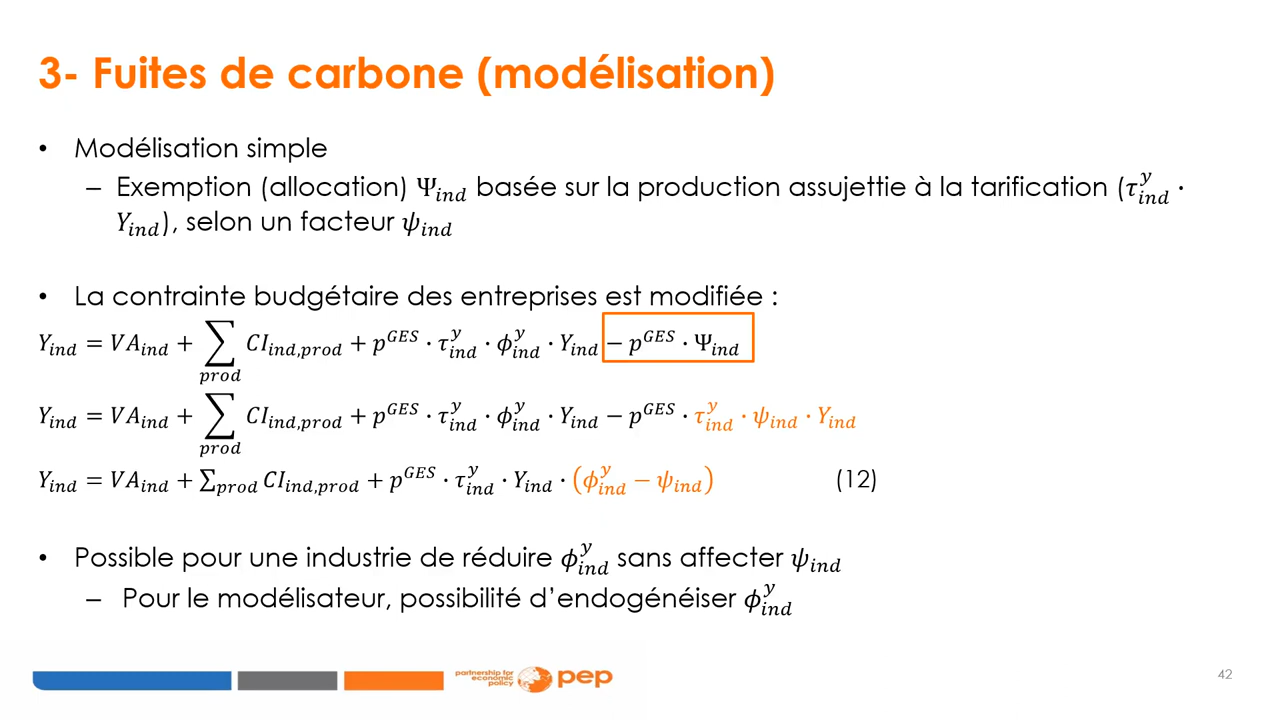 3- Fuites de carbone (modélisation)
• Modélisation simple
– Exemption (allocation) Ψ_ind basée sur la production assujettie à la tarification (τ^y_ind ·
Y_ind), selon un facteur ψ_ind
• La contrainte budgétaire des entreprises est modifiée :
Y_ind = VA_ind + ∑_prod CI_ind,prod + p^GES · τ^y_ind · ϕ^y_ind · Y_ind − p^GES · Ψ_ind
Y_ind = VA_ind + ∑_prod CI_ind,prod + p^GES · τ^y_ind · ϕ^y_ind · Y_ind − p^GES · τ^y_ind · ψ_ind · Y_ind
Y_ind = VA_ind + ∑_prod CI_ind,prod + p^GES · τ^y_ind · Y_ind · (ϕ^y_ind − ψ_ind) (12)
• Possible pour une industrie de réduire ϕ^y_ind sans affecter ψ_ind
– Pour le modélisateur, possibilité d'endogénéiser ϕ^y_ind
partnership for
economic
policy
pep
42